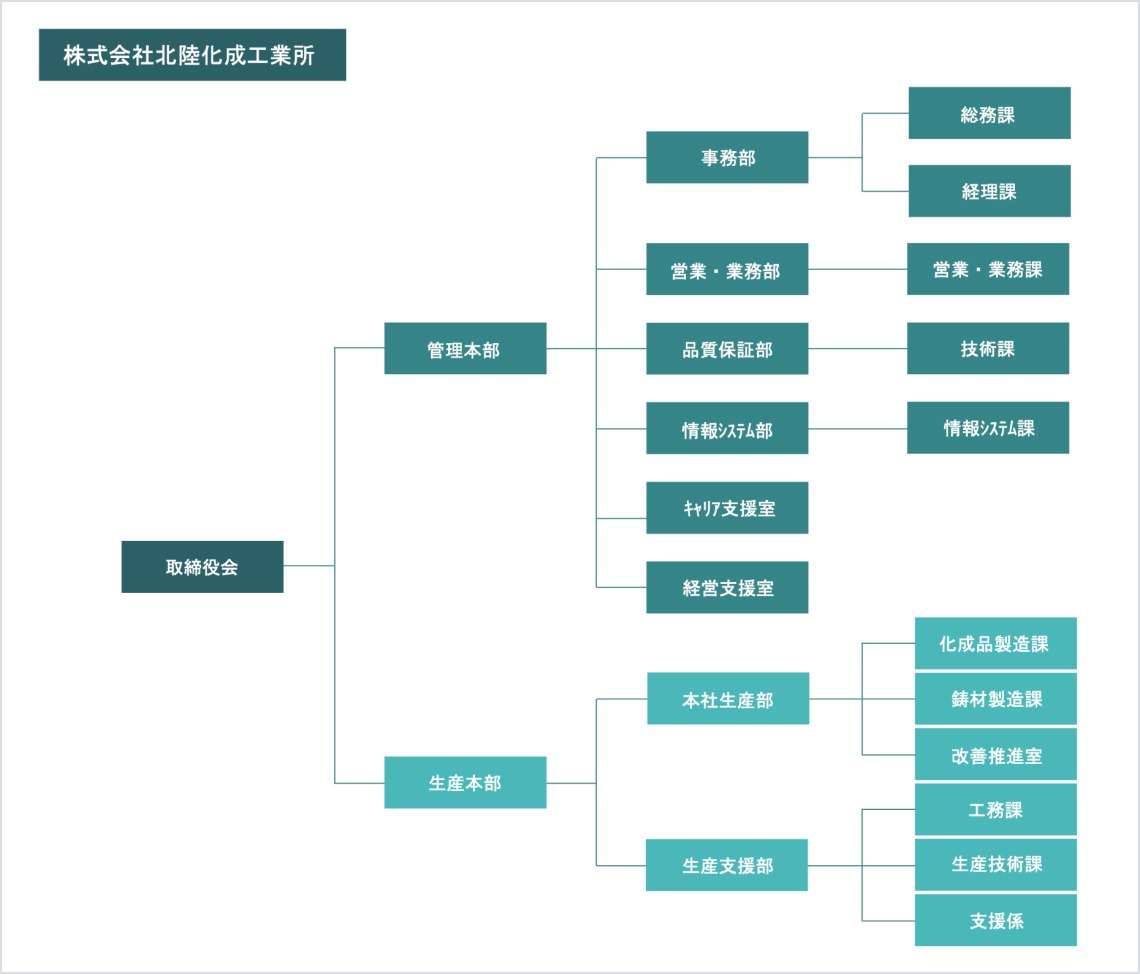 株式会社北陸化成工業所
取締役会
管理本部
事務部
総務課
経理課
営業・業務部
営業・業務課
品質保証部
技術課
情報ｼｽﾃﾑ部
情報ｼｽﾃﾑ課
ｷｬﾘｱ支援室
経営支援室
生産本部
本社生産部
化成品製造課
鋳材製造課
改善推進室
生産支援部
工務課
生産技術課
支援係